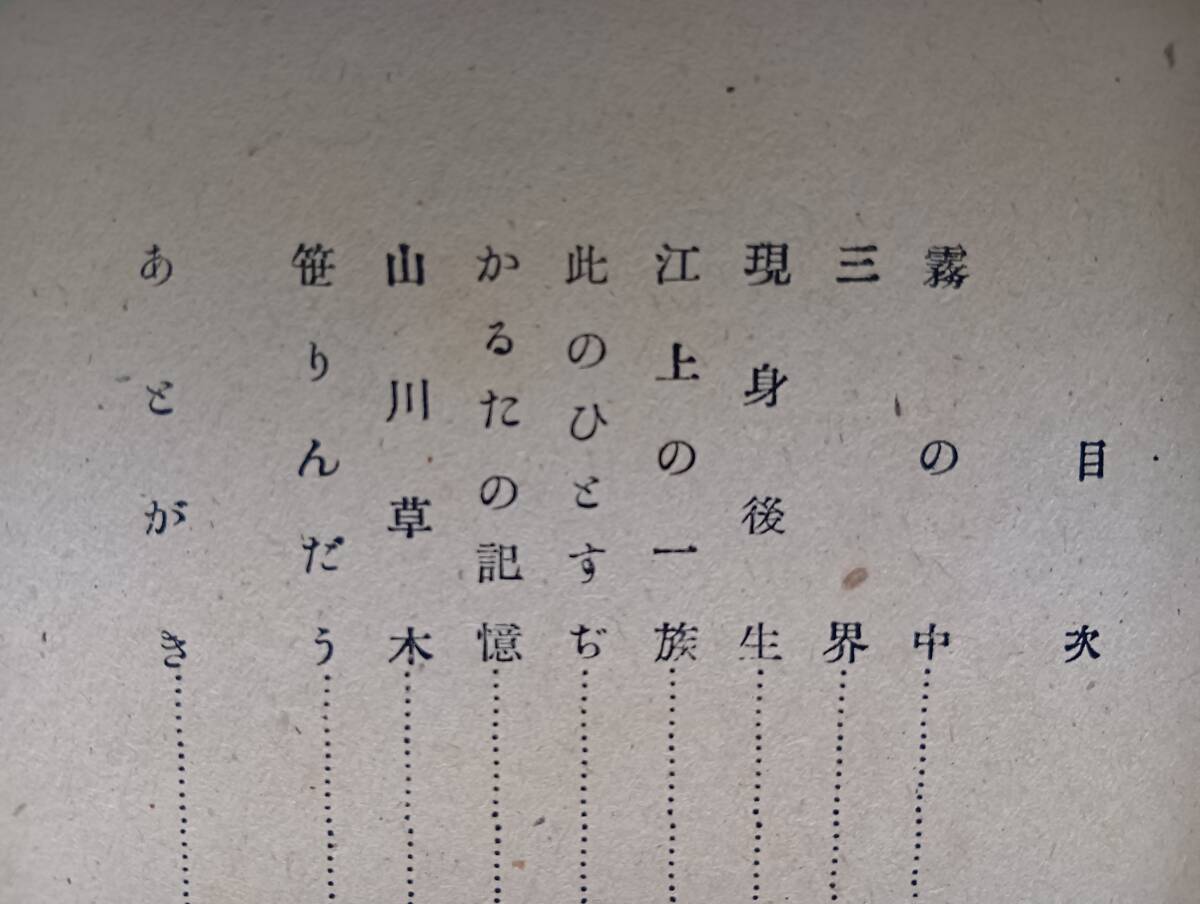 目次
霧の中
三界
現身後生
江上の一族
此のひとすぢ
かるたの記憶
山川草木
笹りんだう
あとがき